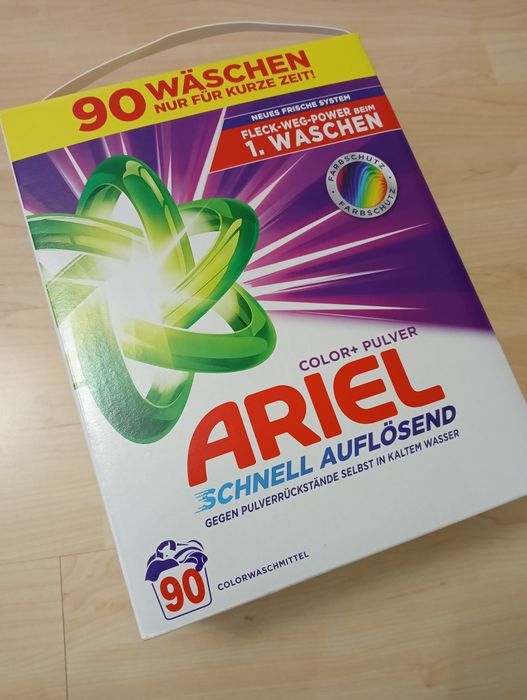 90 WÄSCHEN
NUR FÜR KURZE ZEIT!
NEUES FRISCHE SYSTEM
FLECK-WEG-POWER BEIM
1. WASCHEN
FARBSCHUTZ
FARBSCHUTZ
COLOR+ PULVER
ARIEL
SCHNELL AUFLÖSEND
GEGEN PULVERRÜCKSTÄNDE SELBST IN KALTEM WASSER
90
COLORWASCHMITTEL